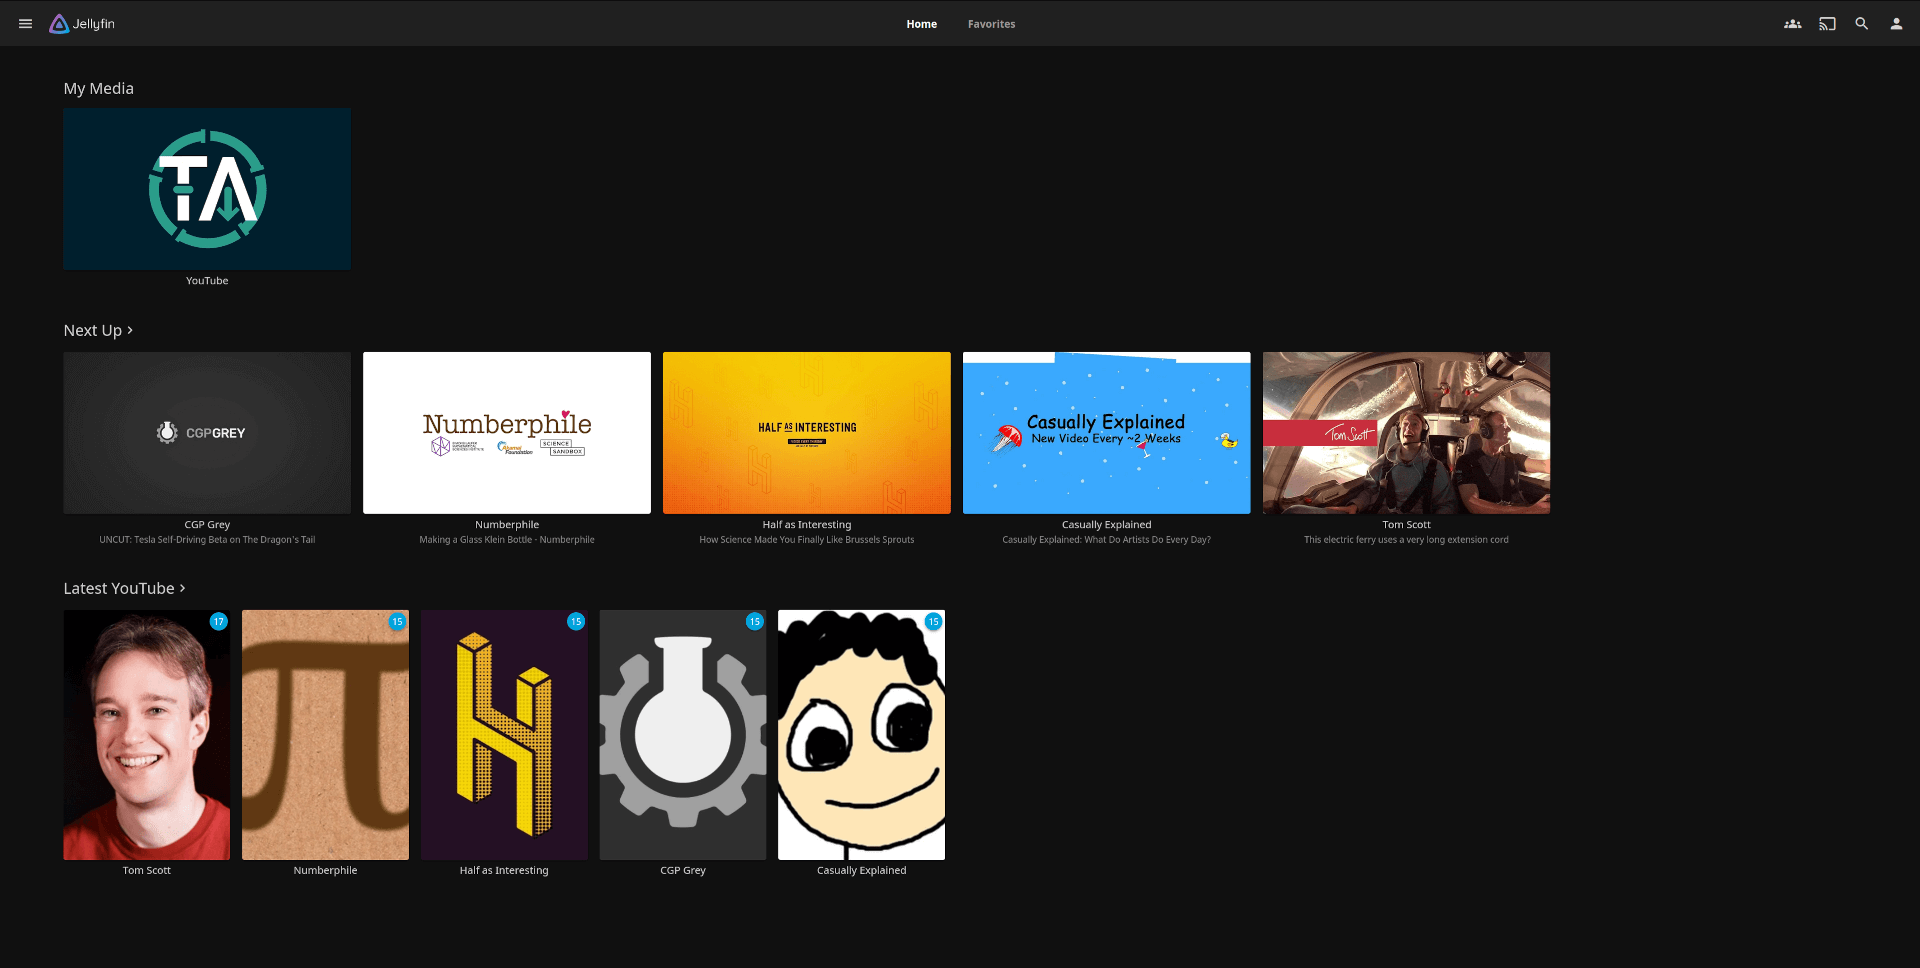 Jellyfin
Home
Favorites
My Media
TA
YouTube
Next Up
CGPGREY
Numberphile
SCIENCE
SANDBOX
HALF AS INTERESTING
Casually Explained
New Video Every ~2 Weeks
Tom Scott
CGP Grey
UNCUT: Tesla Self-Driving Beta on The Dragon's Tail
Numberphile
Making a Glass Klein Bottle - Numberphile
Half as Interesting
How Science Made You Finally Like Brussels Sprouts
Casually Explained
Casually Explained: What Do Artists Do Every Day?
Tom Scott
This electric ferry uses a very long extension cord
Latest YouTube
17
15
15
15
15
Tom Scott
Numberphile
Half as Interesting
CGP Grey
Casually Explained